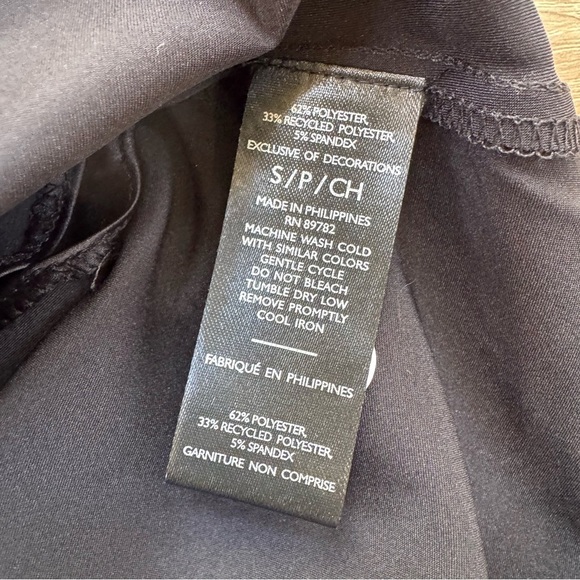 62% POLYESTER,
33% RECYCLED POLYESTER,
5% SPANDEX
EXCLUSIVE OF DECORATIONS
S/P/CH
MADE IN PHILIPPINES
RN 89782
MACHINE WASH COLD
WITH SIMILAR COLORS
GENTLE CYCLE
DO NOT BLEACH
TUMBLE DRY LOW
REMOVE PROMPTLY
COOL IRON
FABRIQUÉ EN PHILIPPINES
62% POLYESTER,
33% RECYCLED POLYESTER,
5% SPANDEX
GARNITURE NON COMPRISE